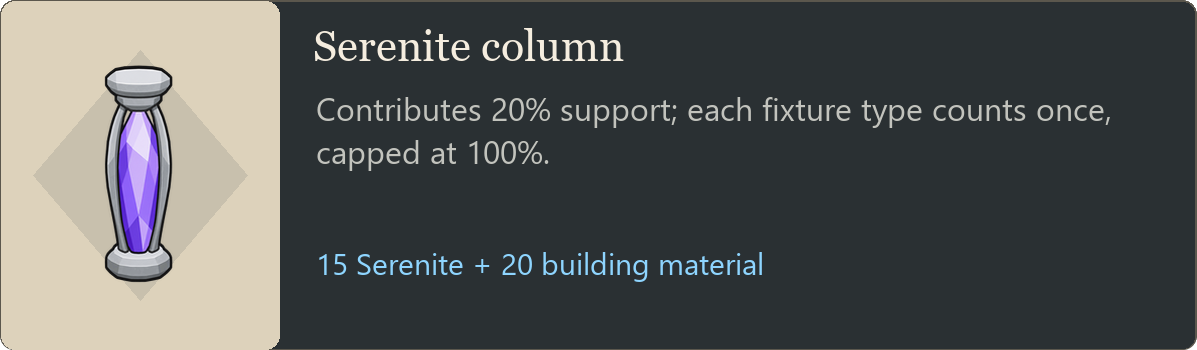 Serenite column
Contributes 20% support; each fixture type counts once,
capped at 100%.
15 Serenite + 20 building material